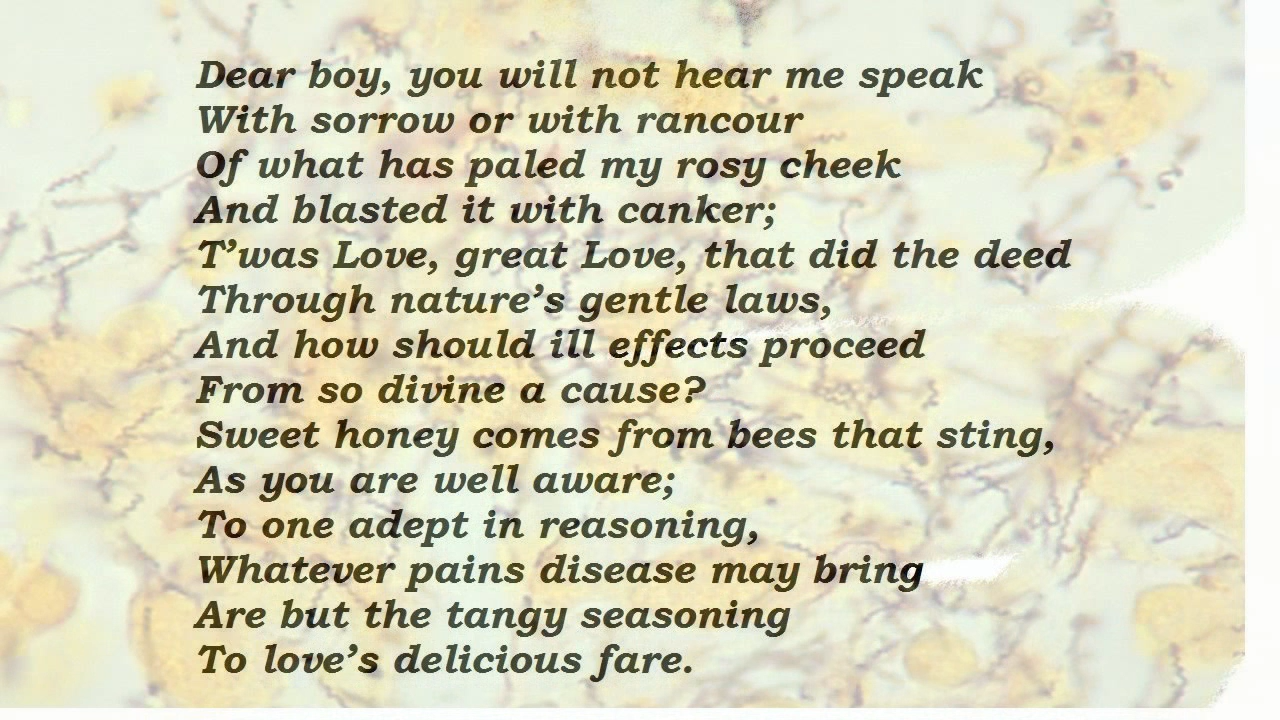 Dear boy, you will not hear me speak
With sorrow or with rancour
Of what has paled my rosy cheek
And blasted it with canker;
T’was Love, great Love, that did the deed
Through nature’s gentle laws,
And how should ill effects proceed
From so divine a cause?
Sweet honey comes from bees that sting,
As you are well aware;
To one adept in reasoning,
Whatever pains disease may bring
Are but the tangy seasoning
To love’s delicious fare.